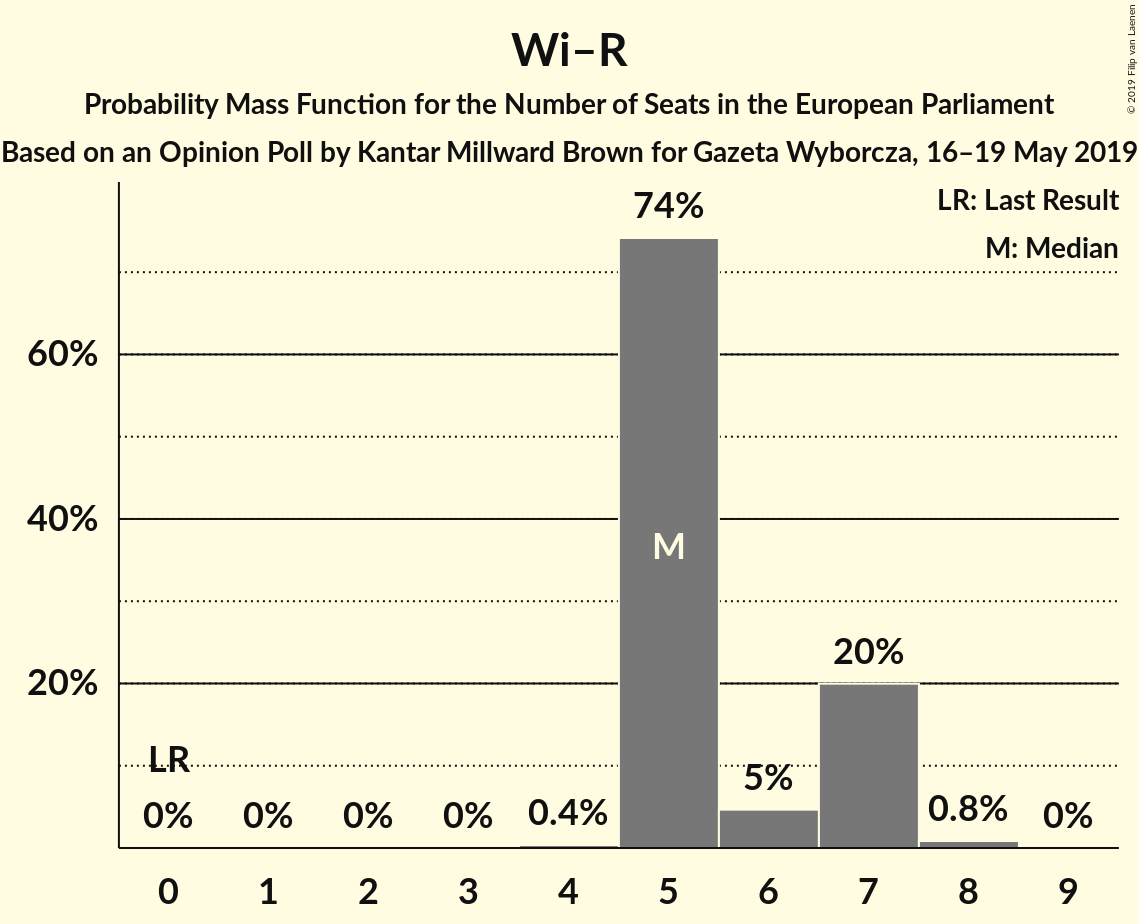 Wi–R
Probability Mass Function for the Number of Seats in the European Parliament
Based on an Opinion Poll by Kantar Millward Brown for Gazeta Wyborcza, 16–19 May 2019
© 2019 Filip van Laenen
LR: Last Result
M: Median
60%
40%
20%
LR
0%
0%
0%
0%
0.4%
74%
M
5%
20%
0.8%
0%
0 1 2 3 4 5 6 7 8 9